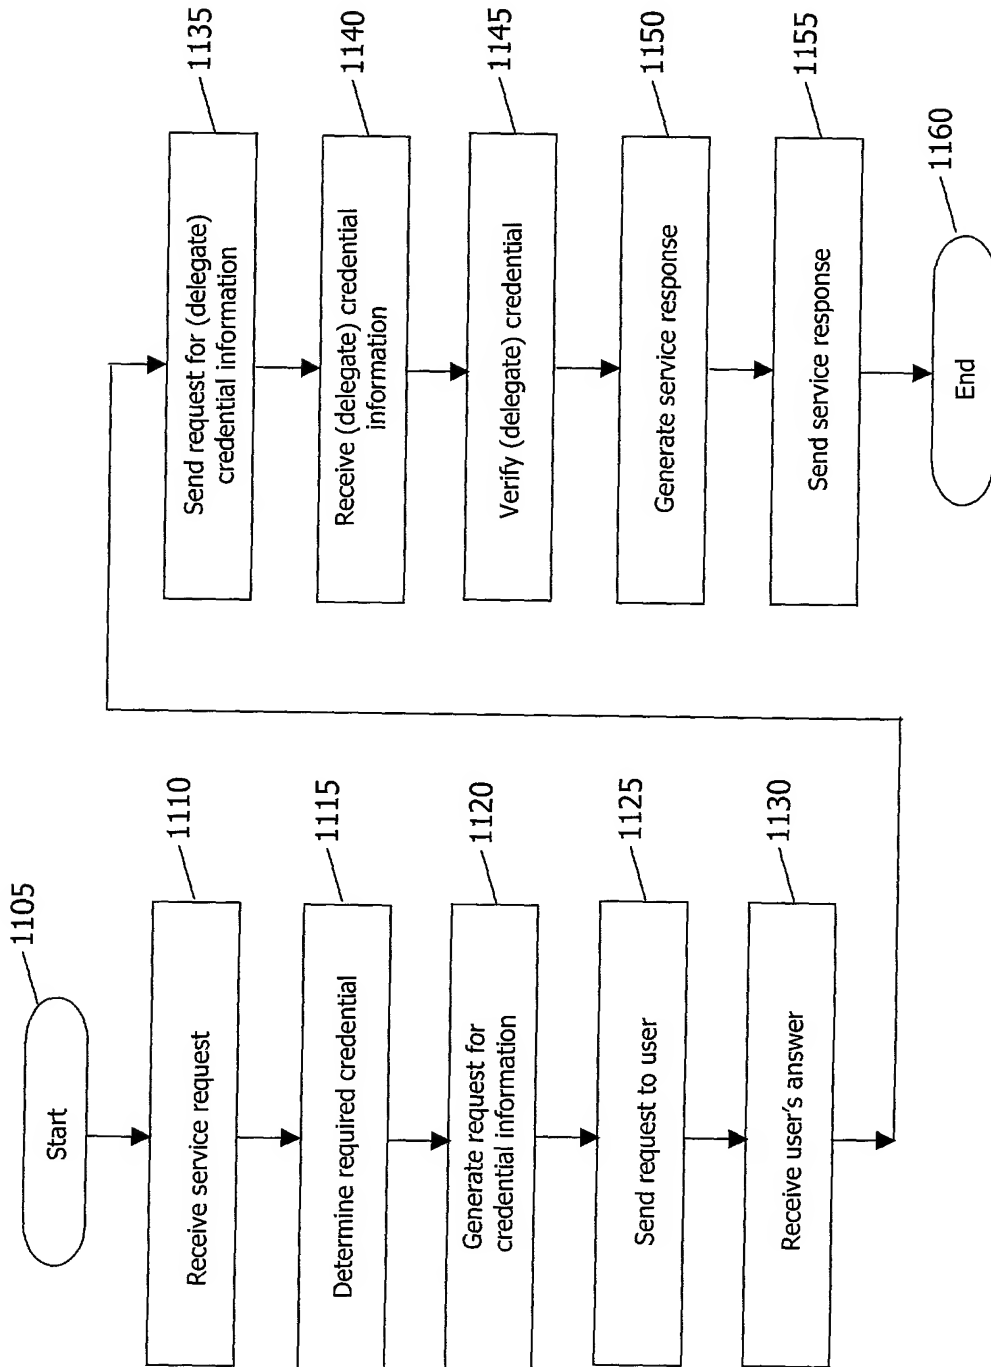 Start
1105
Receive service request
1110
Determine required credential
1115
Generate request for
credential information
1120
Send request to user
1125
Receive user's answer
1130
Send request for (delegate)
credential information
1135
Receive (delegate) credential
information
1140
Verify (delegate) credential
1145
Generate service response
1150
Send service response
1155
End
1160